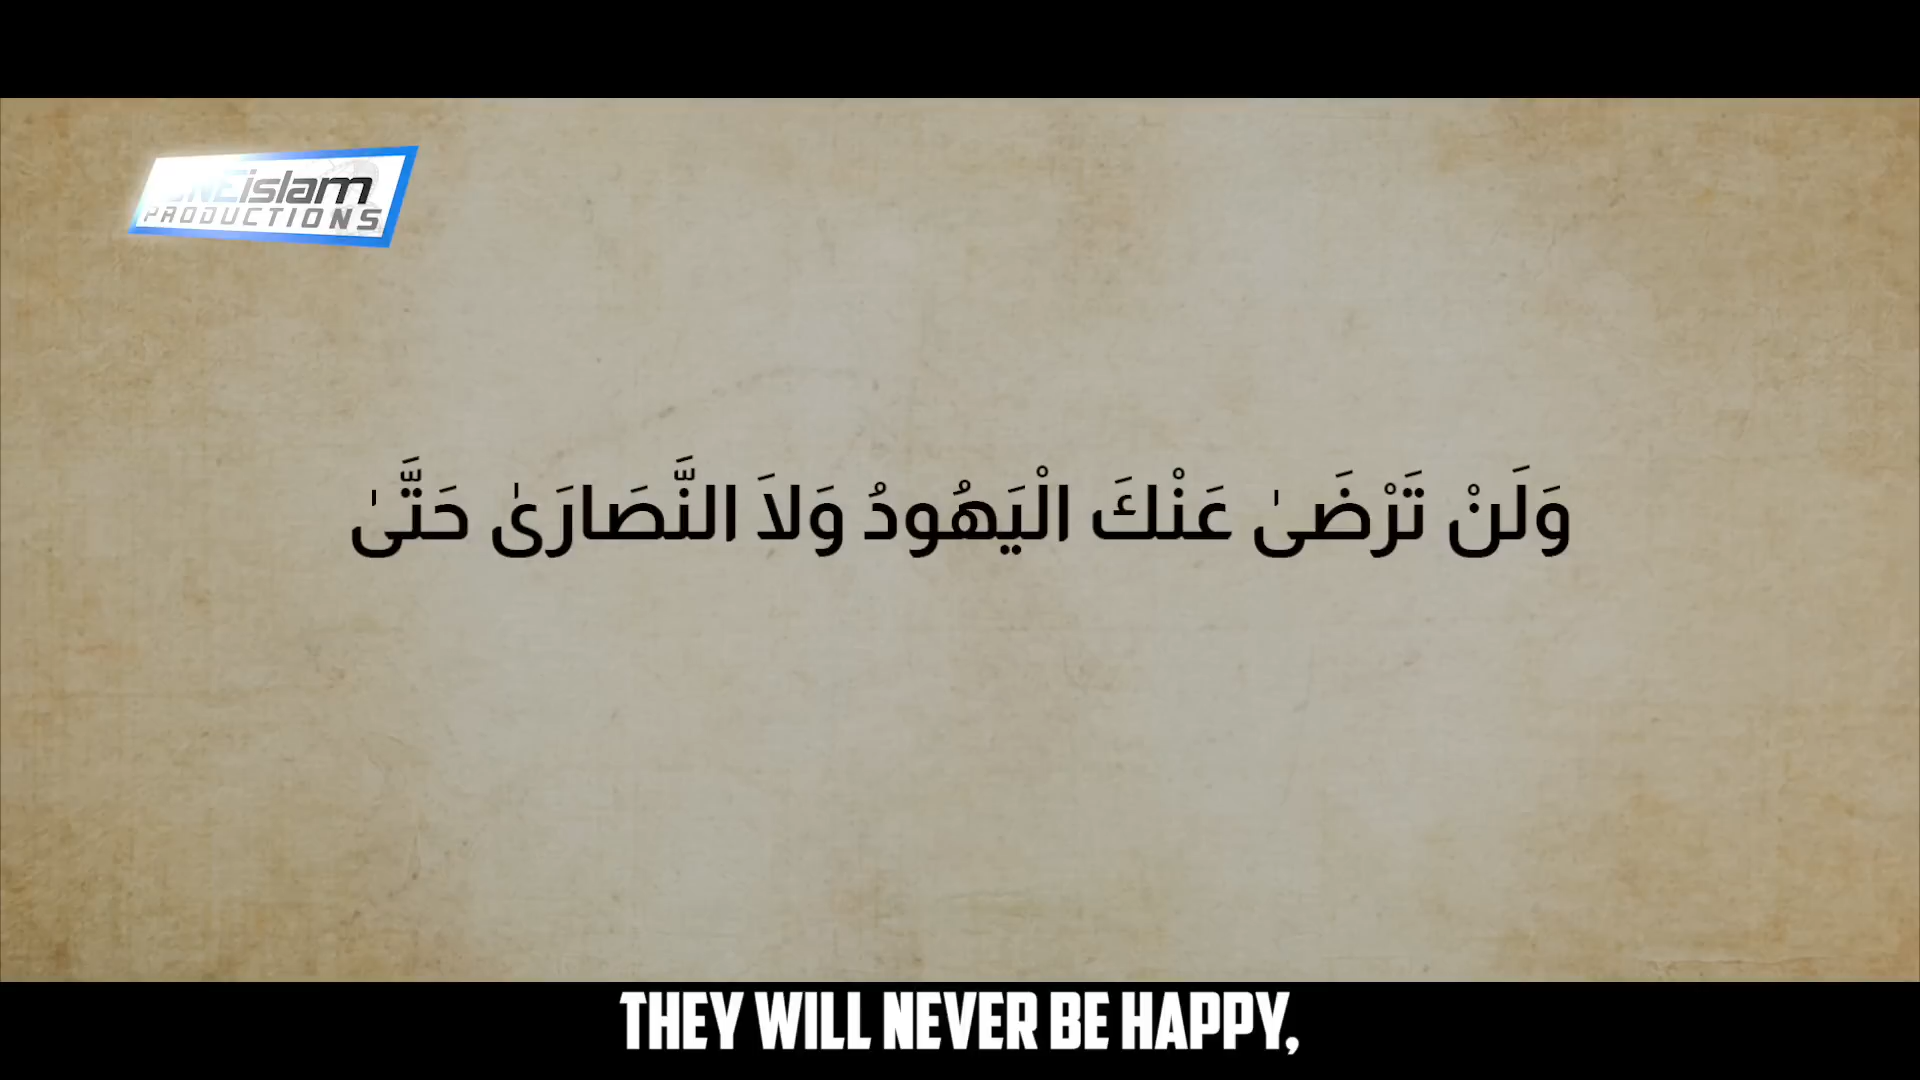 ONEislam
PRODUCTIONS
وَلَنْ تَرْضَىٰ عَنْكَ الْيَهُودُ وَلاَ النَّصَارَىٰ حَتَّىٰ
THEY WILL NEVER BE HAPPY,